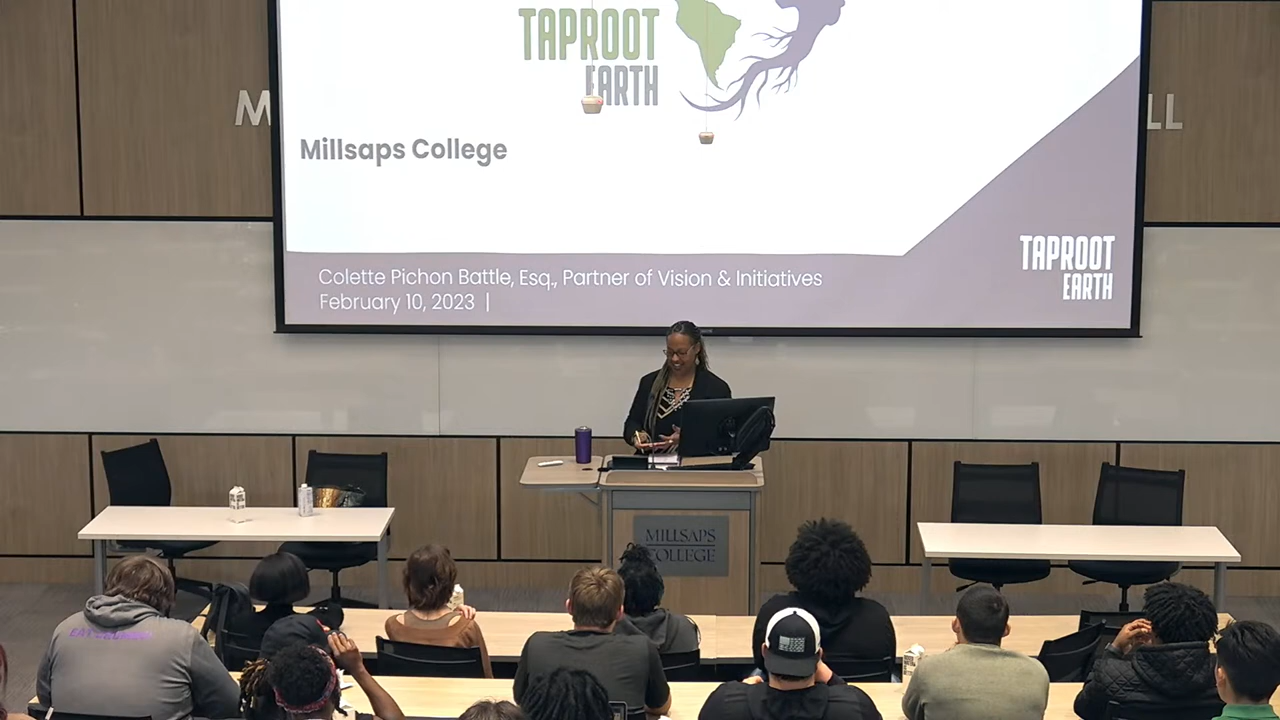 TAPROOT
EARTH
M
LL
Millsaps College
TAPROOT
EARTH
Colette Pichon Battle, Esq., Partner of Vision & Initiatives
February 10, 2023 |
MILLSAPS
COLLEGE